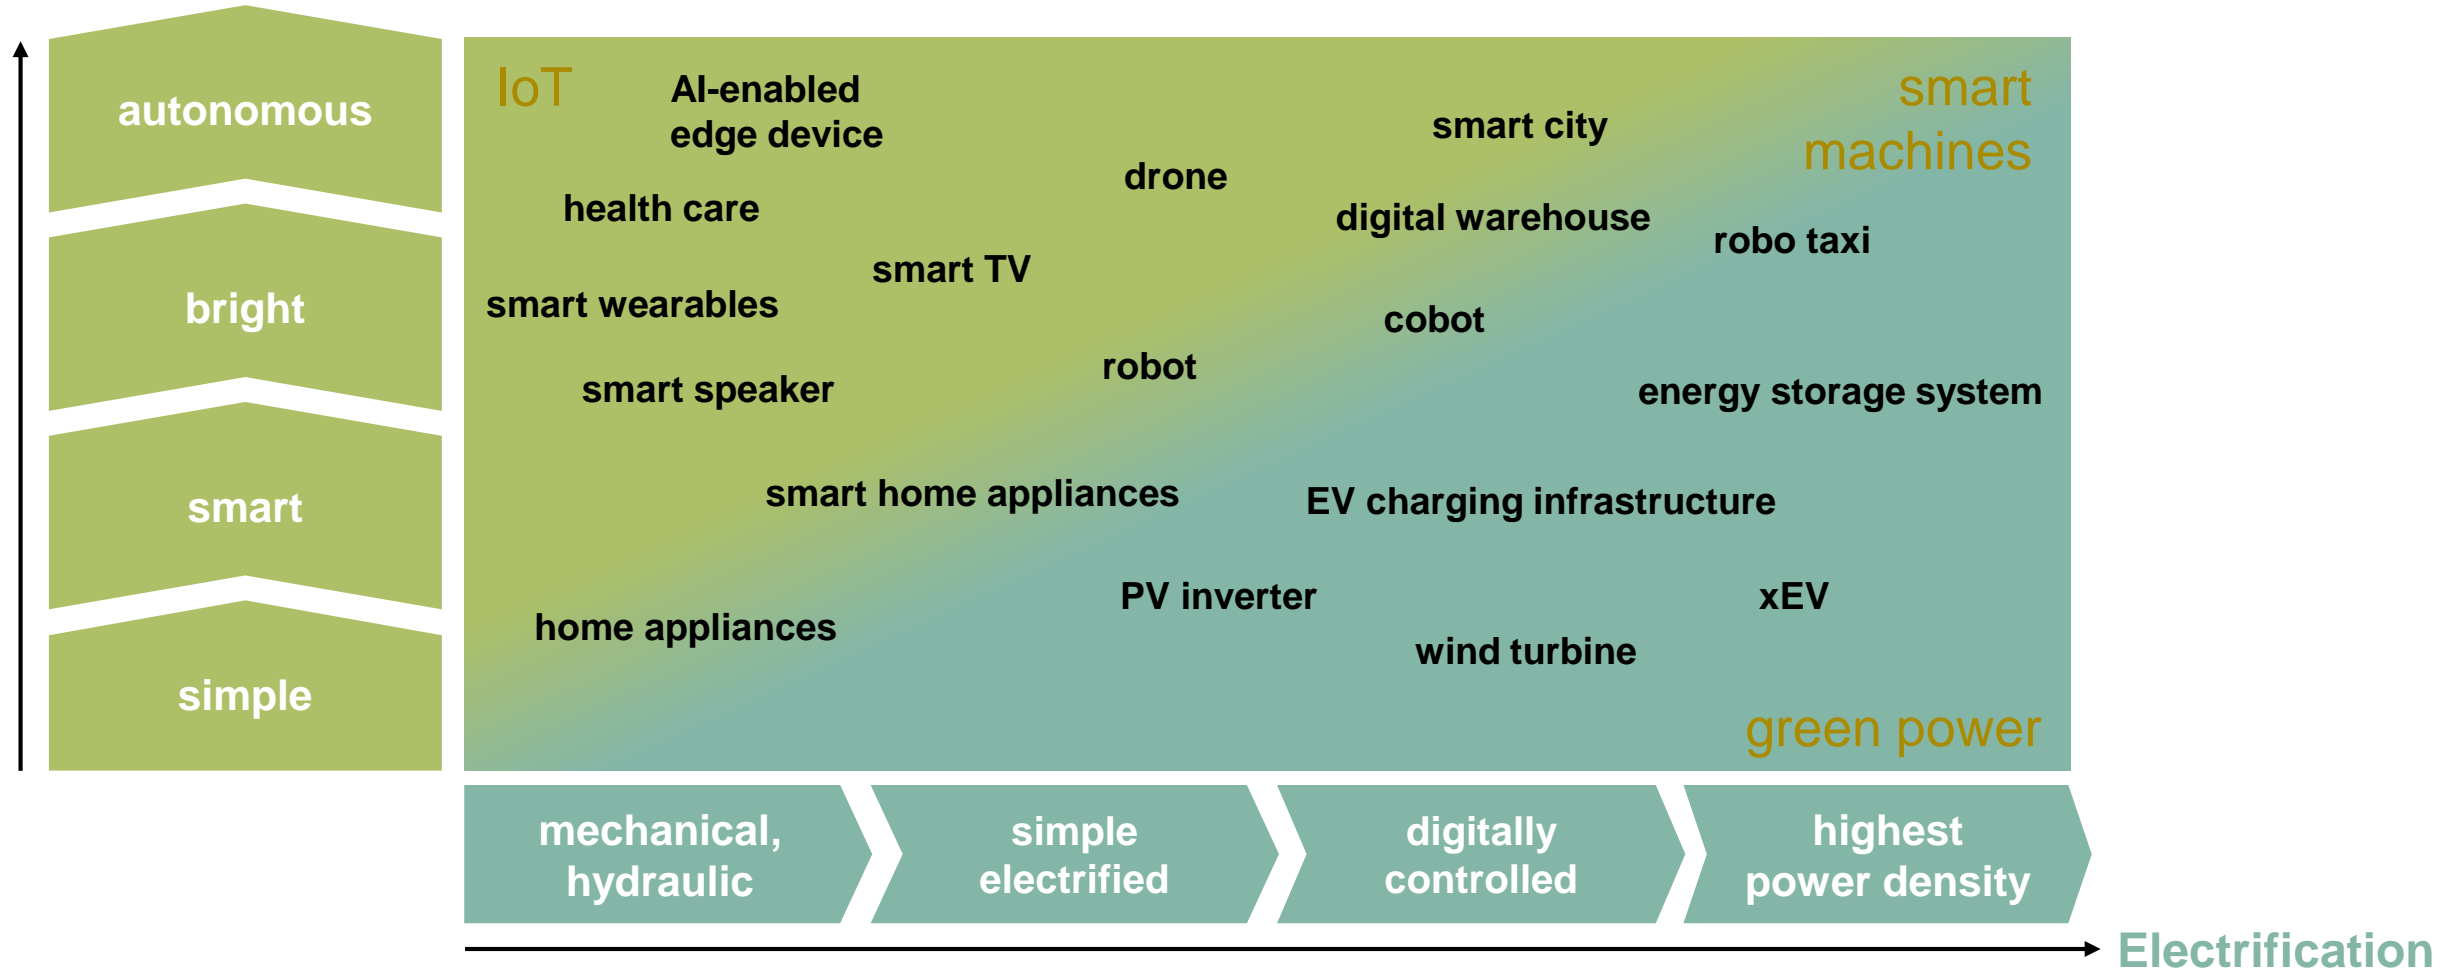 autonomous
bright
smart
simple
IoT
AI-enabled
edge device
smart city
smart
machines
drone
health care
digital warehouse
robo taxi
smart TV
smart wearables
cobot
robot
smart speaker
energy storage system
smart home appliances
EV charging infrastructure
PV inverter
xEV
home appliances
wind turbine
green power
mechanical,
hydraulic
simple
electrified
digitally
controlled
highest
power density
Electrification